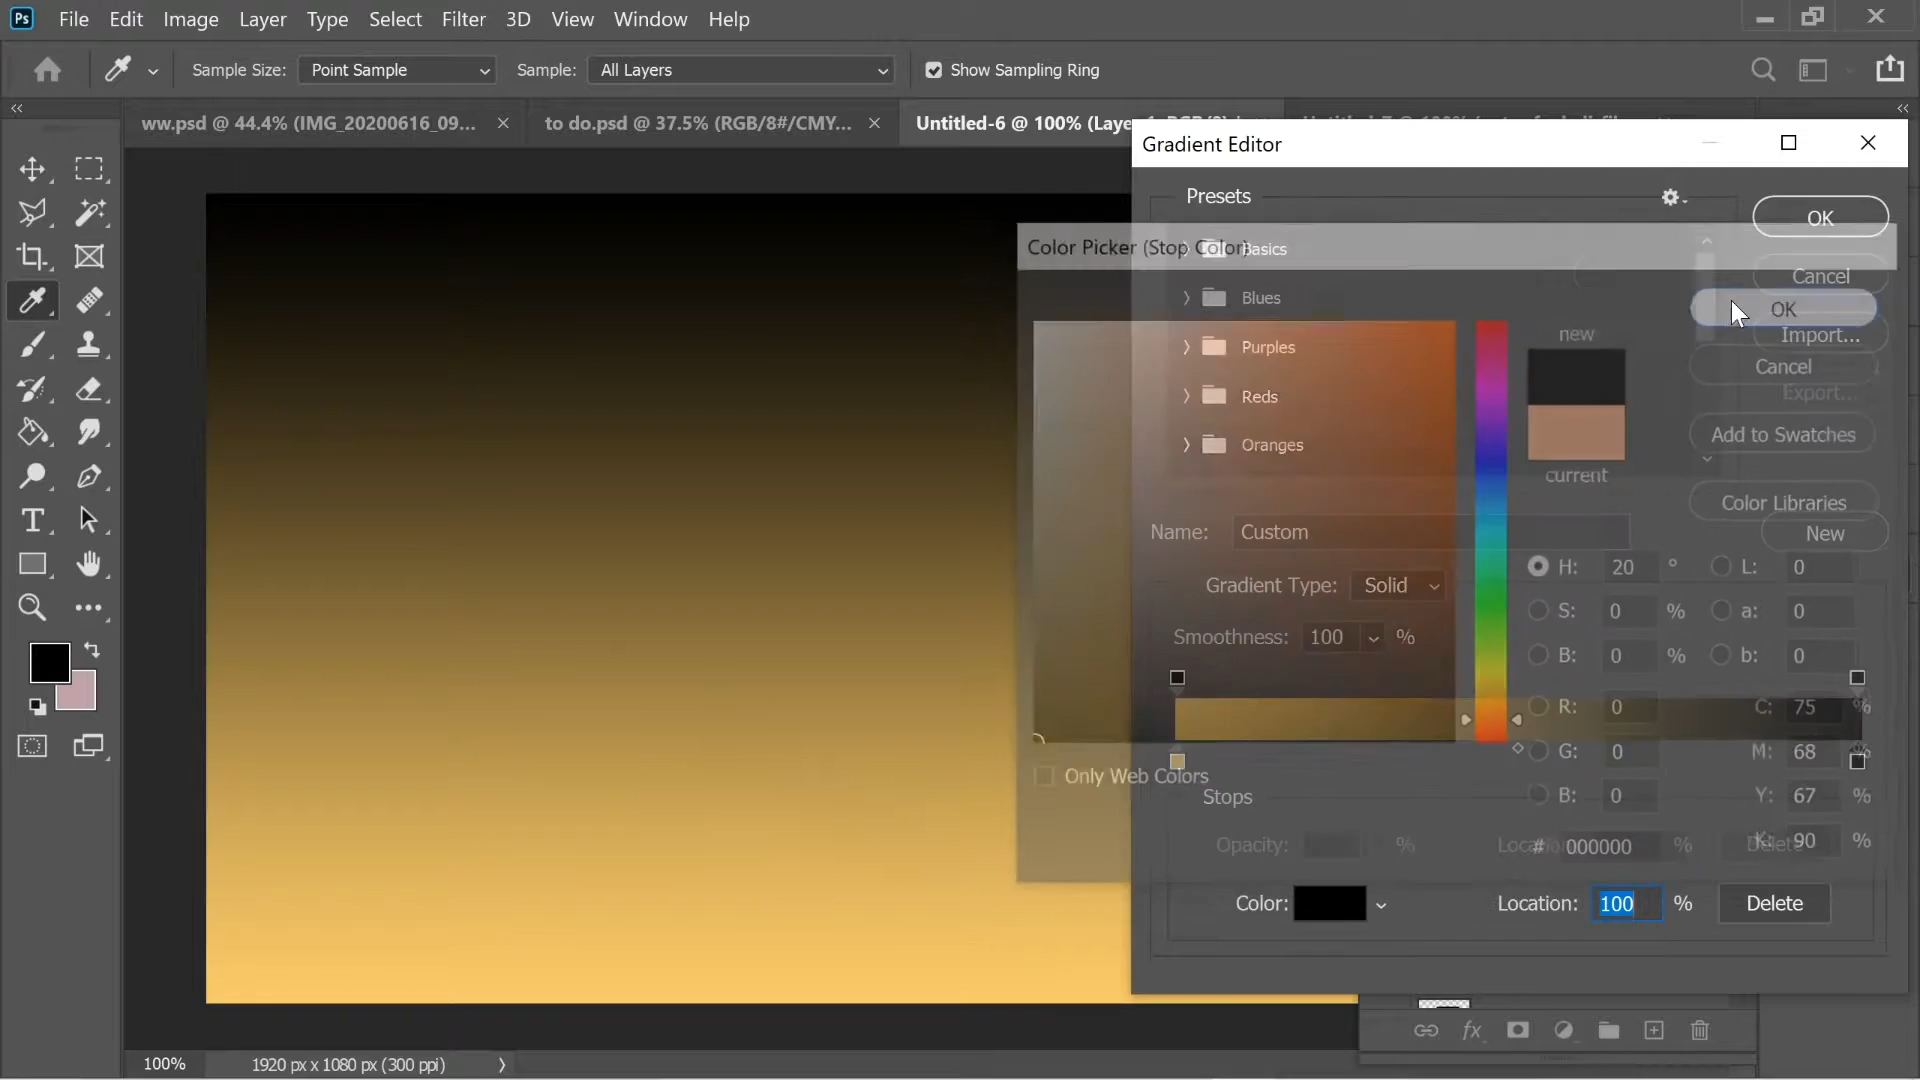 Ps File Edit Image Layer Type Select Filter 3D View Window Help
Sample Size: Point Sample Sample: All Layers Show Sampling Ring
ww.psd @ 44.4% (IMG_20200616_09... to do.psd @ 37.5% (RGB/8#/CMY... Untitled-6 @ 100% (Laye
Gradient Editor
Presets
OK
Color Picker (Stop Color)
Basics
Cancel
Blues
OK
new
Import...
Purples
Cancel
Export...
Reds
Add to Swatches
Oranges
current
Color Libraries
Name: Custom
New
H: 20 ° L: 0
Gradient Type: Solid
S: 0 % a: 0
Smoothness: 100 %
B: 0 % b: 0
R: 0 C: 75 %
G: 0 M: 68 %
Only Web Colors
Stops
B: 0 Y: 67 %
Opacity: % Location: % Delete
# 000000 K: 90 %
Color: Location: 100 % Delete
T
100% 1920 px x 1080 px (300 ppi)
fx